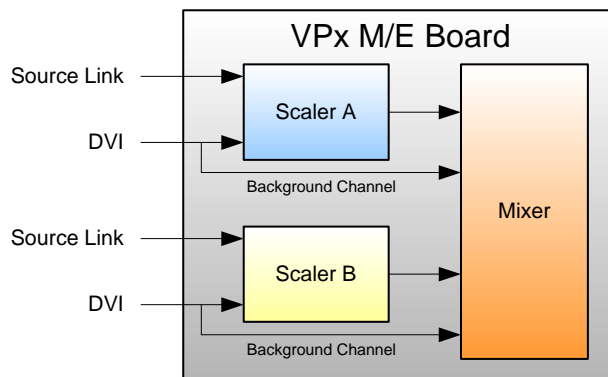 VPx M/E Board
Source Link
Scaler A
DVI
Background Channel
Mixer
Source Link
Scaler B
DVI
Background Channel